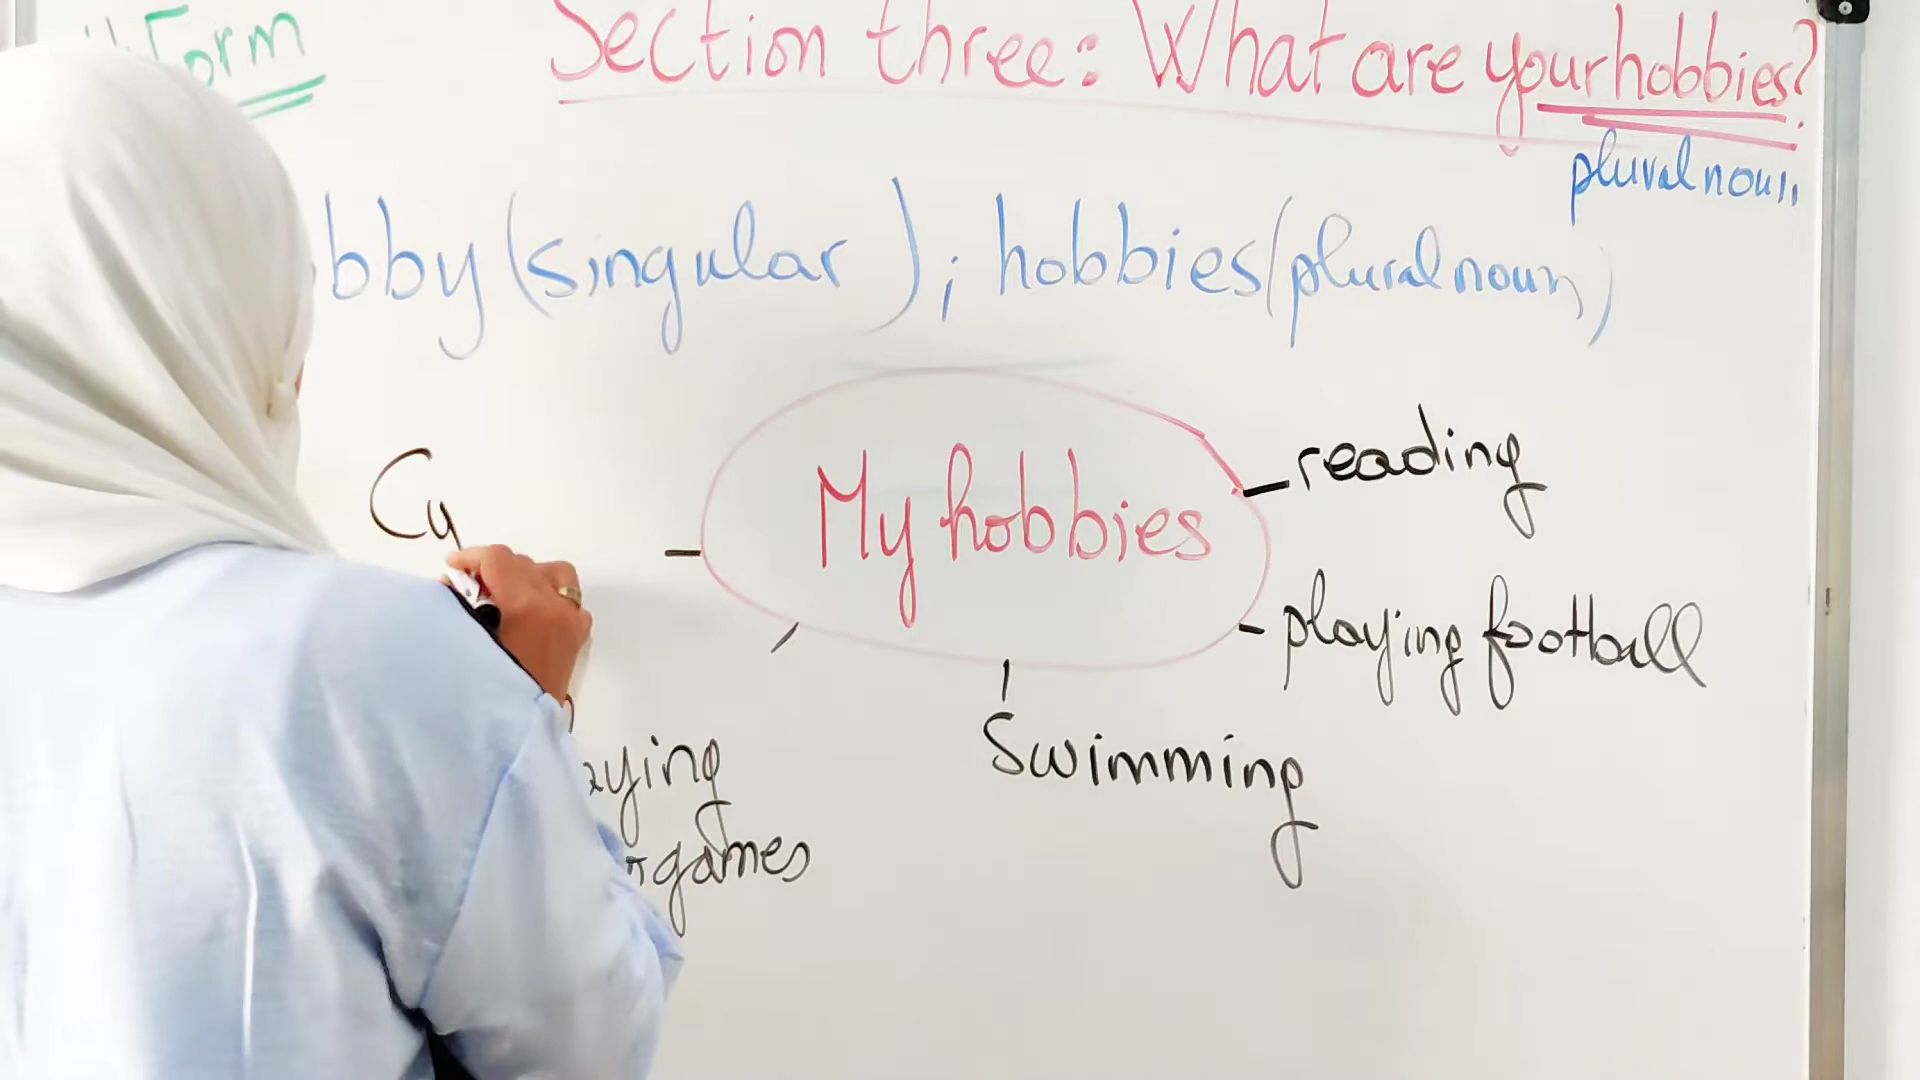 Form
Section three: What are your hobbies?
plural noun
bby (singular); hobbies (plural noun)
My hobbies
reading
Cy
playing football
Swimming
aying
games